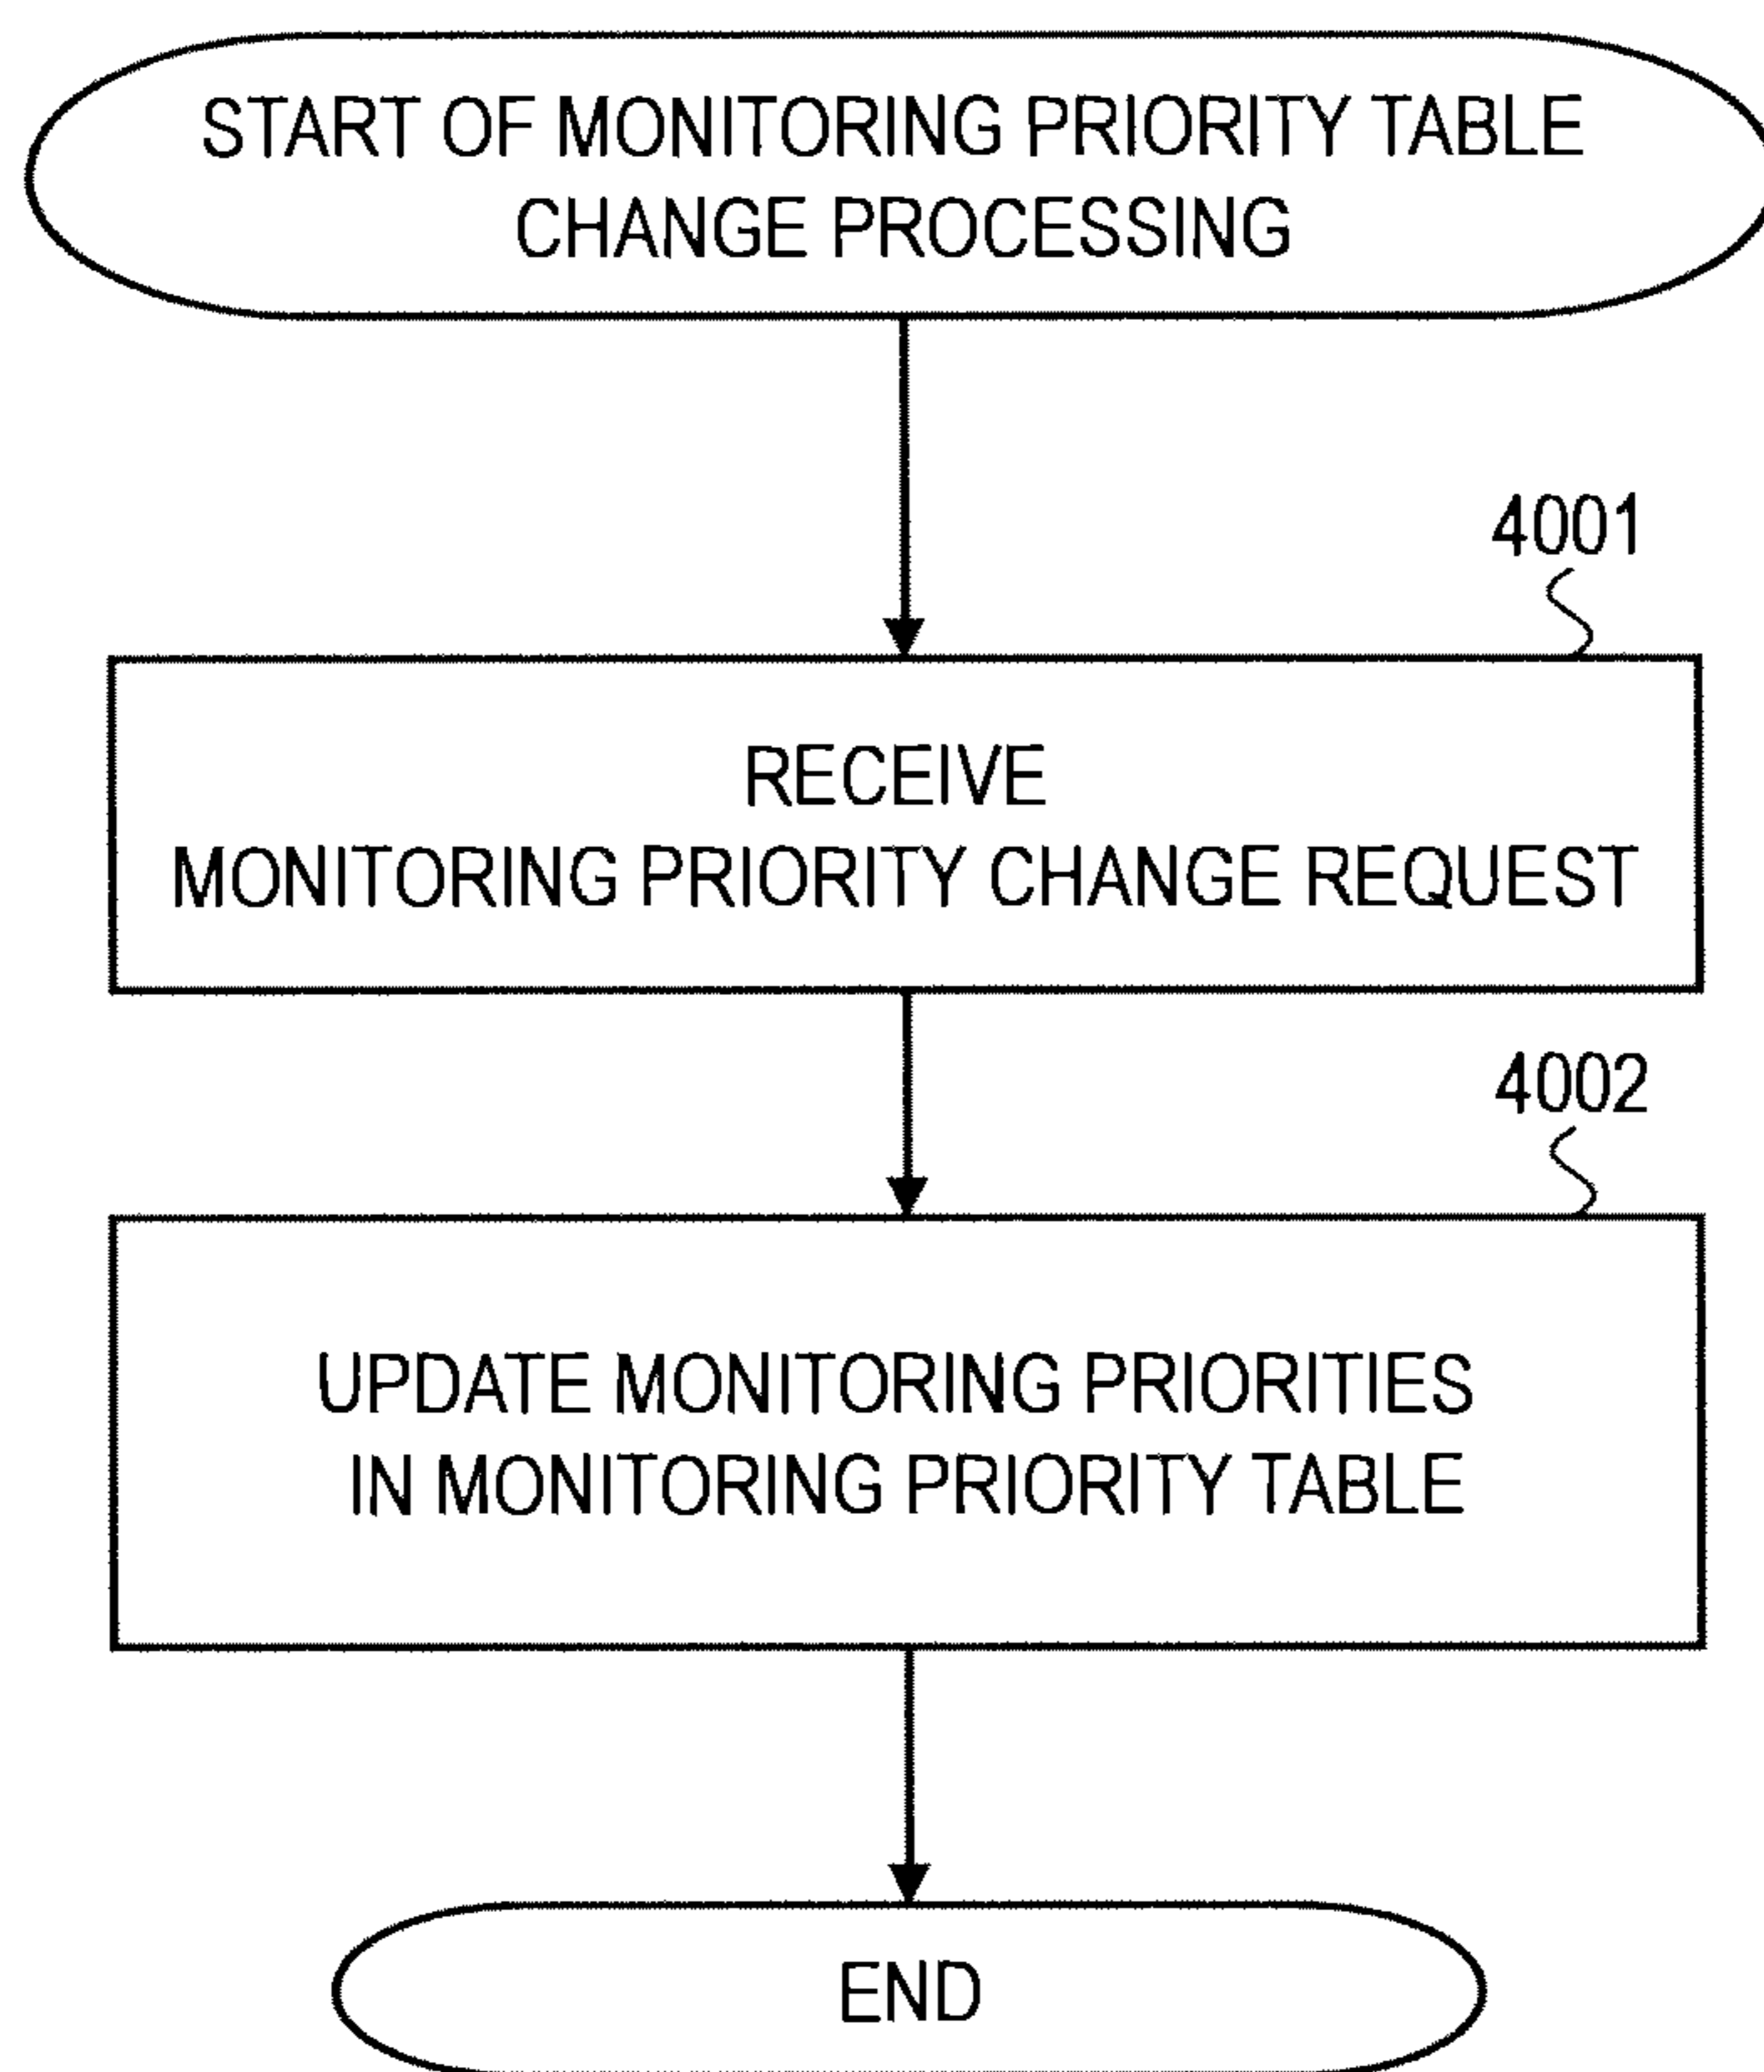 START OF MONITORING PRIORITY TABLE
CHANGE PROCESSING
4001
RECEIVE
MONITORING PRIORITY CHANGE REQUEST
4002
UPDATE MONITORING PRIORITIES
IN MONITORING PRIORITY TABLE
END